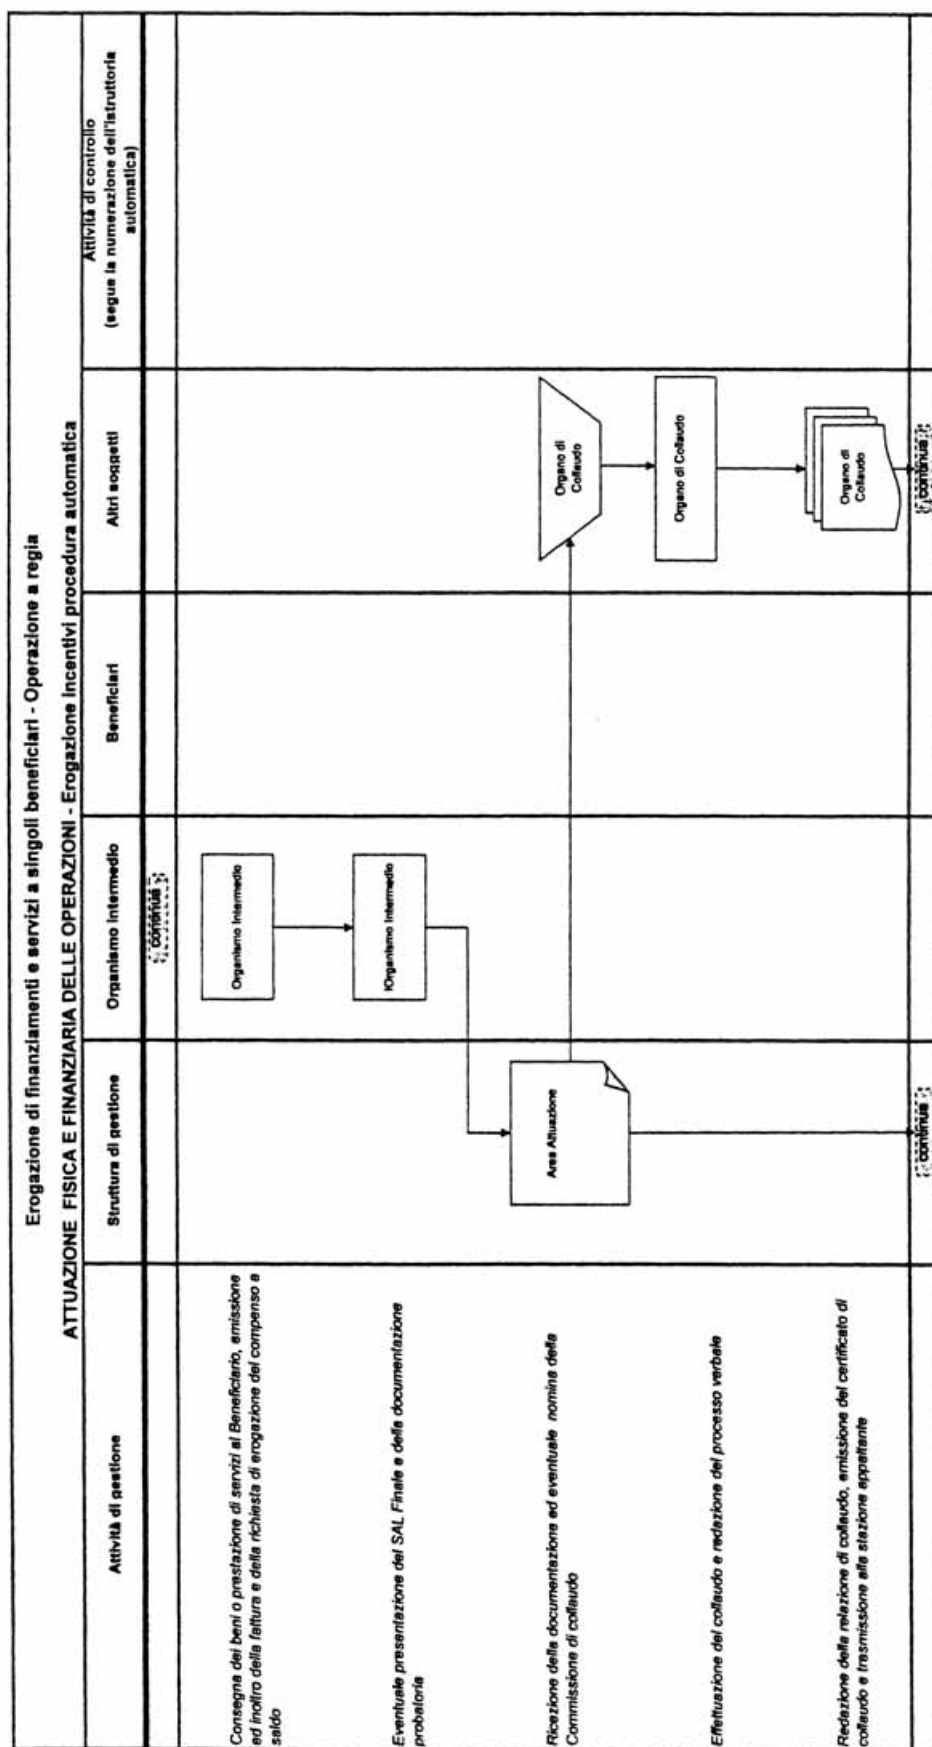 Erogazione di finanziamenti e servizi a singoli beneficiari - Operazione a regia
ATTUAZIONE FISICA E FINANZIARIA DELLE OPERAZIONI - Erogazione incentivi procedura automatica
Attività di gestione
Struttura di gestione
Organismo Intermedio
Beneficiari
Altri soggetti
Attività di controllo
(segue la numerazione dell'istruttoria
automatica)
continua
Consegna dei beni o prestazione di servizi al Beneficiario, emissione
ed inoltro della fattura e della richiesta di erogazione del compenso a
saldo
Organismo Intermedio
Eventuale presentazione del SAL Finale e della documentazione
probatoria
IOrganismo Intermedio
Ricezione della documentazione ed eventuale nomina della
Commissione di collaudo
Area Attuazione
Organo di
Collaudo
Effettuazione del collaudo e redazione del processo verbale
Organo di Collaudo
Redazione della relazione di collaudo, emissione del certificato di
collaudo e trasmissione alla stazione appaltante
Organo di
Collaudo
continua
continua